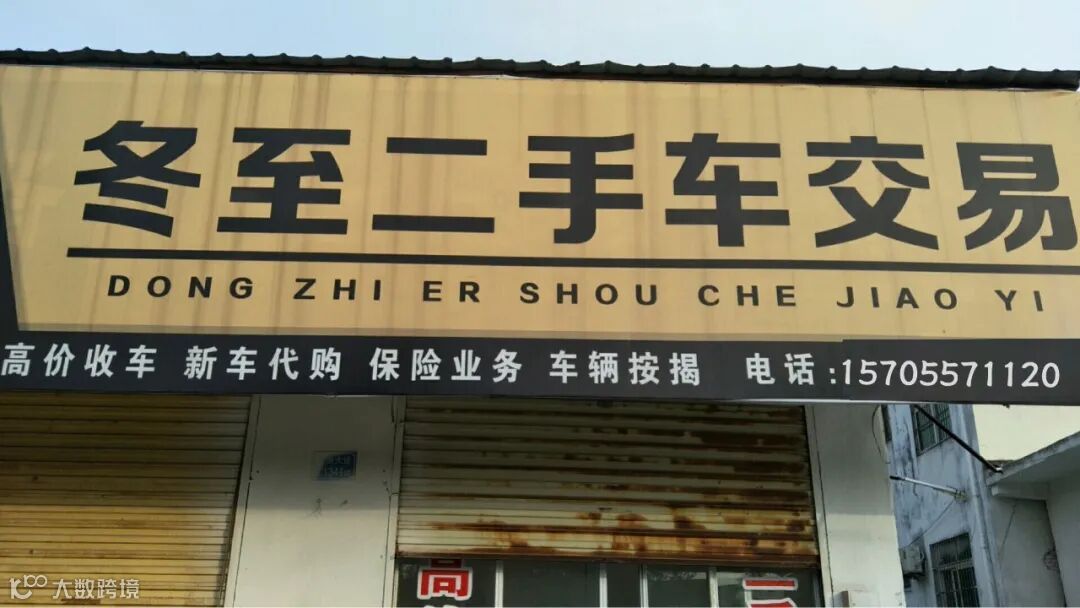 冬至二手车交易
DONG ZHI ER SHOU CHE JIAO YI
高价收车 新车代购 保险业务 车辆按揭 电话:15705571120
高
大数跨境